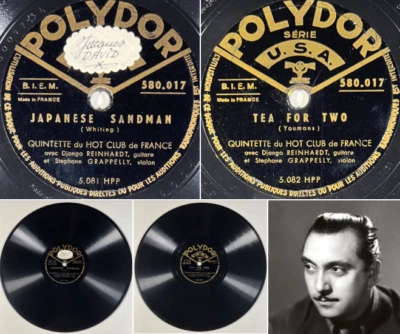 POLYDOR
Jacques
DAVID
B.I.E.M.
580.017
Made in FRANCE
JAPANESE SANDMAN
(Whiting)
QUINTETTE du HOT CLUB de FRANCE
avec Django REINHARDT, guitare
et Stephane GRAPPELLY, violon
5.081 HPP
POLYDOR
SÉRIE
U.S.A.
B.I.E.M.
580.017
Made in FRANCE
TEA FOR TWO
(Youmans)
QUINTETTE du HOT CLUB de FRANCE
avec Django REINHARDT, guitare
et Stephane GRAPPELLY, violon
5.082 HPP
POLYDOR
POLYDOR